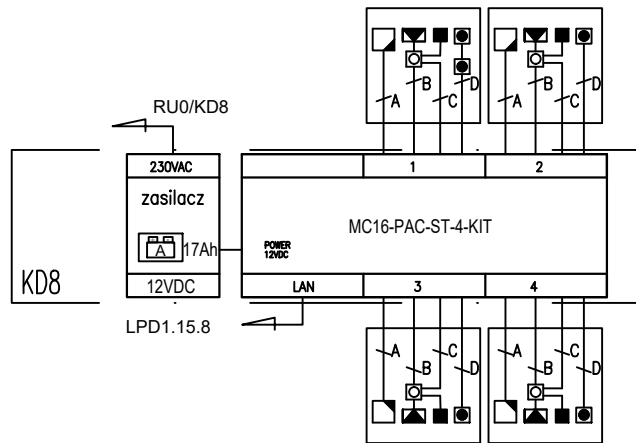 A
B
C
D
A
B
C
D
RU0/KD8
230VAC
1
2
zasilacz
MC16-PAC-ST-4-KIT
A
17Ah
POWER
12VDC
KD8
12VDC
LAN
3
4
LPD1.15.8
A
B
C
D
A
B
C
D